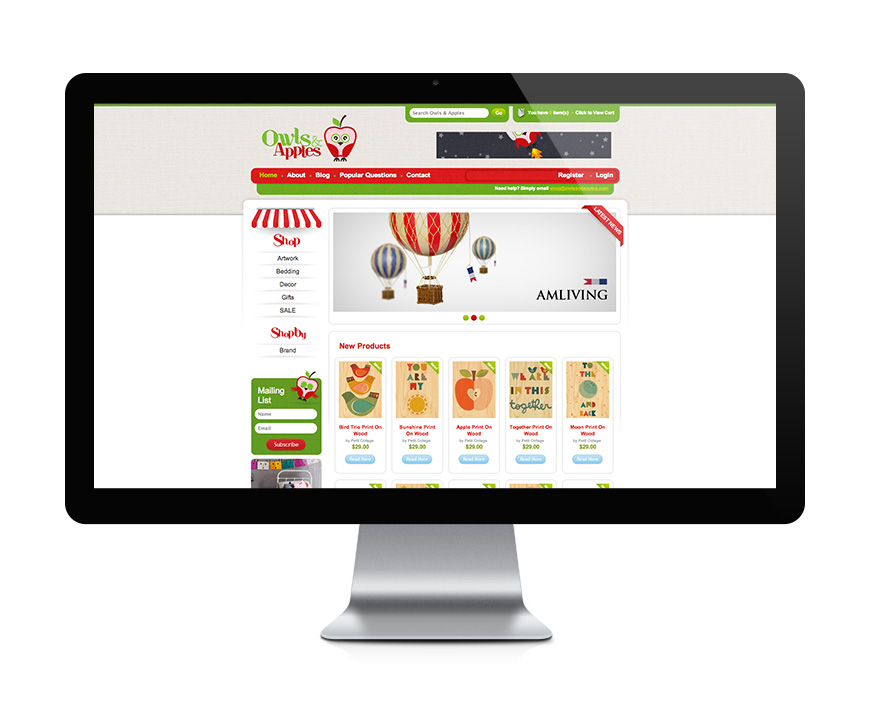 Search Owls & Apples
Go
You have
Item(s)
Click to View Cart
Owls &
Apples
Home
About
Blog
Popular Questions
Contact
Register
Login
Need help? Simply email
LATEST NEWS
Shop
Artwork
Bedding
Decor
Gifts
SALE
Shop by
Brand
AMLIVING
Mailing
List
Name
Email
Subscribe
New Products
YOU
ARE
MY
WE ARE
IN THIS
together
TO
THE
AND
BACK
Bird Trio Print On
Wood
by Petit Collage
$29.00
Read More
Sunshine Print
On Wood
by Petit Collage
$29.00
Read More
Apple Print On
Wood
by Petit Collage
$29.00
Read More
Together Print On
Wood
by Petit Collage
$29.00
Read More
Moon Print On
Wood
by Petit Collage
$29.00
Read More